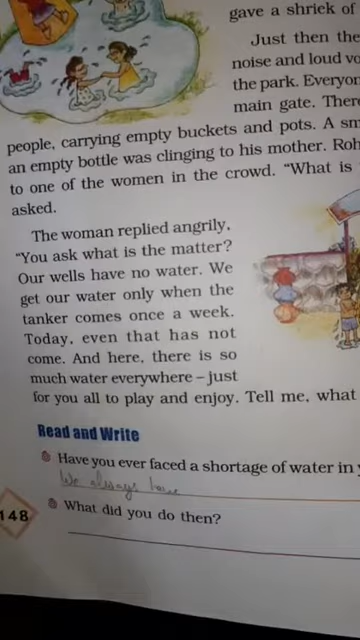 gave a shriek of
Just then the
noise and loud vo
the park. Everyon
main gate. Ther
people, carrying empty buckets and pots. A sm
an empty bottle was clinging to his mother. Roh
to one of the women in the crowd. “What is
asked.
The woman replied angrily,
“You ask what is the matter?
Our wells have no water. We
get our water only when the
tanker comes once a week.
Today, even that has not
come. And here, there is so
much water everywhere – just
for you all to play and enjoy. Tell me, what
Read and Write
Have you ever faced a shortage of water in y
We always have
What did you do then?
148